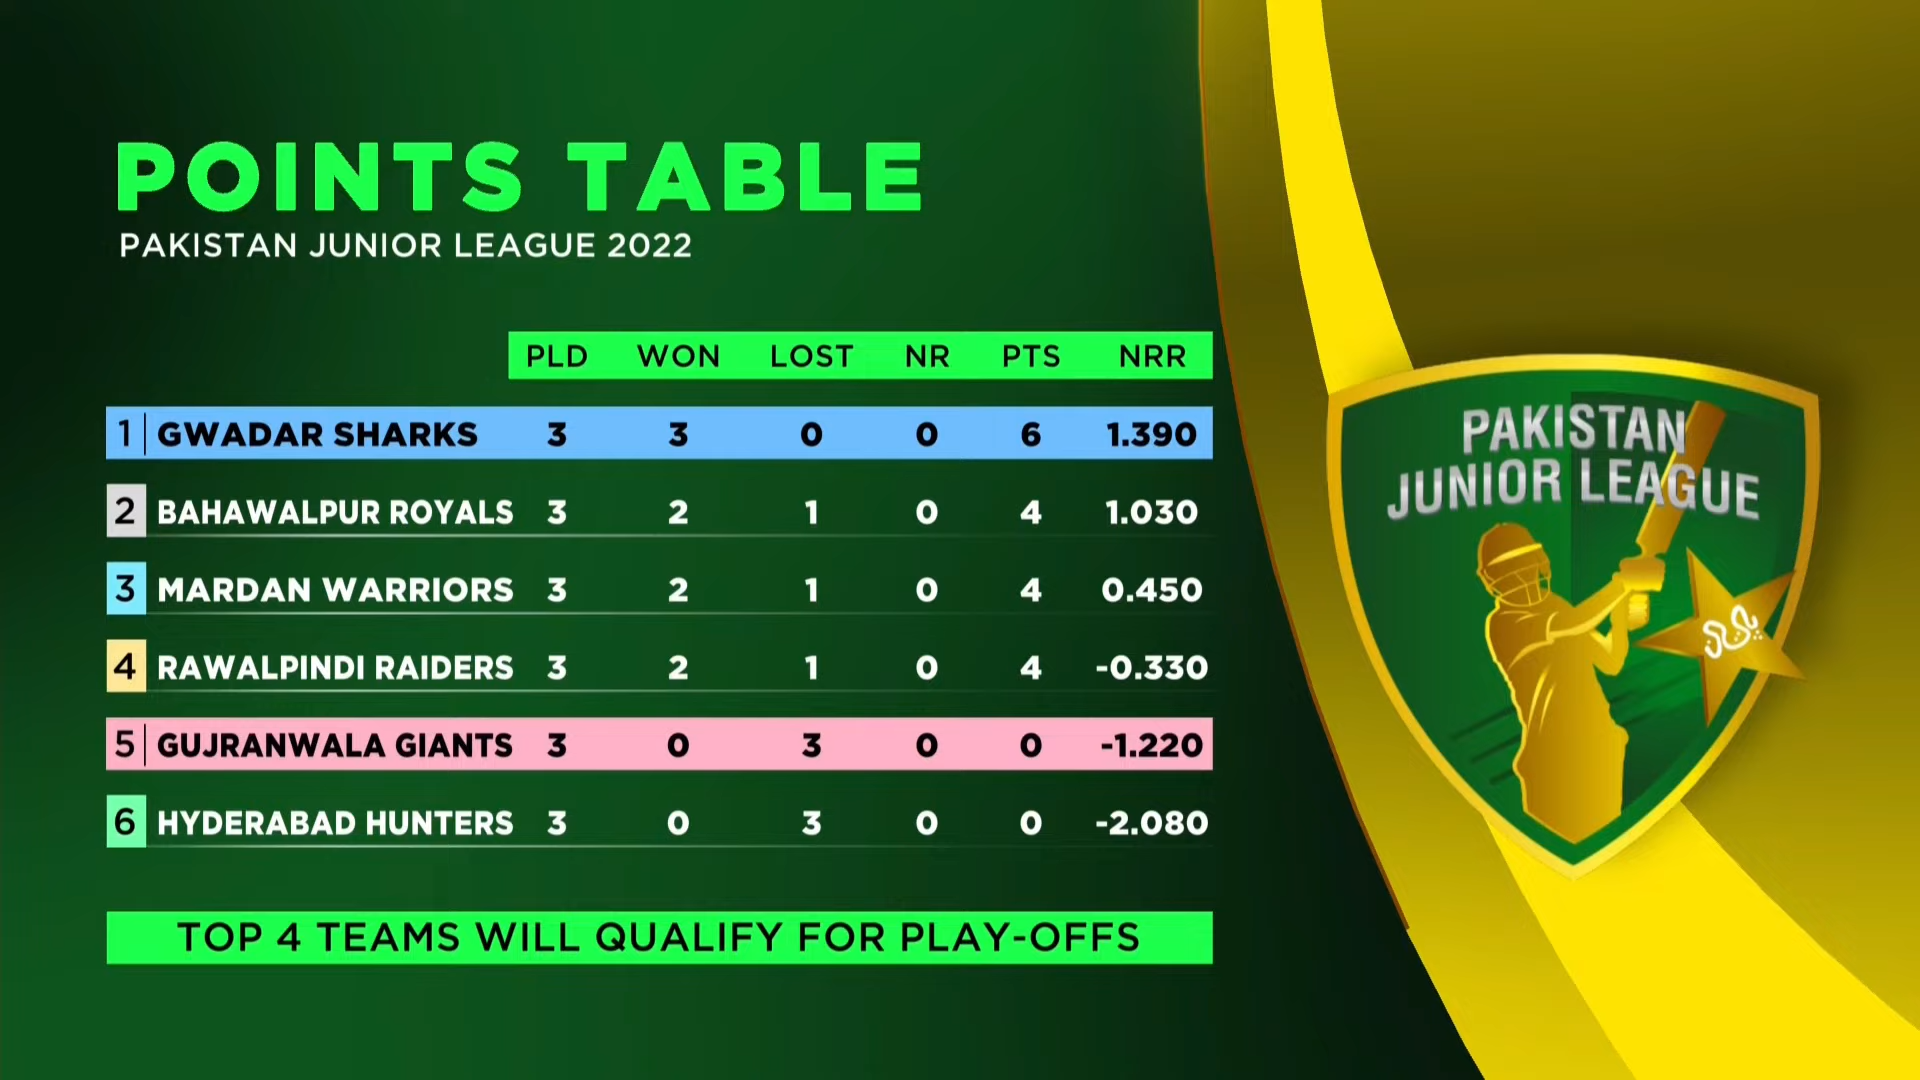 POINTS TABLE
PAKISTAN JUNIOR LEAGUE 2022
PLD WON LOST NR PTS NRR
1 GWADAR SHARKS 3 3 0 0 6 1.390
2 BAHAWALPUR ROYALS 3 2 1 0 4 1.030
3 MARDAN WARRIORS 3 2 1 0 4 0.450
4 RAWALPINDI RAIDERS 3 2 1 0 4 -0.330
5 GUJRANWALA GIANTS 3 0 3 0 0 -1.220
6 HYDERABAD HUNTERS 3 0 3 0 0 -2.080
TOP 4 TEAMS WILL QUALIFY FOR PLAY-OFFS
PAKISTAN
JUNIOR LEAGUE